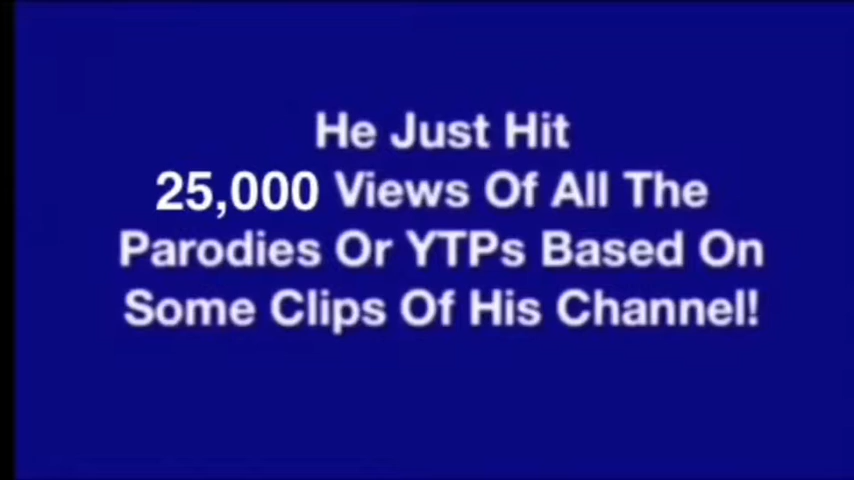 He Just Hit
25,000 Views Of All The
Parodies Or YTPs Based On
Some Clips Of His Channel!